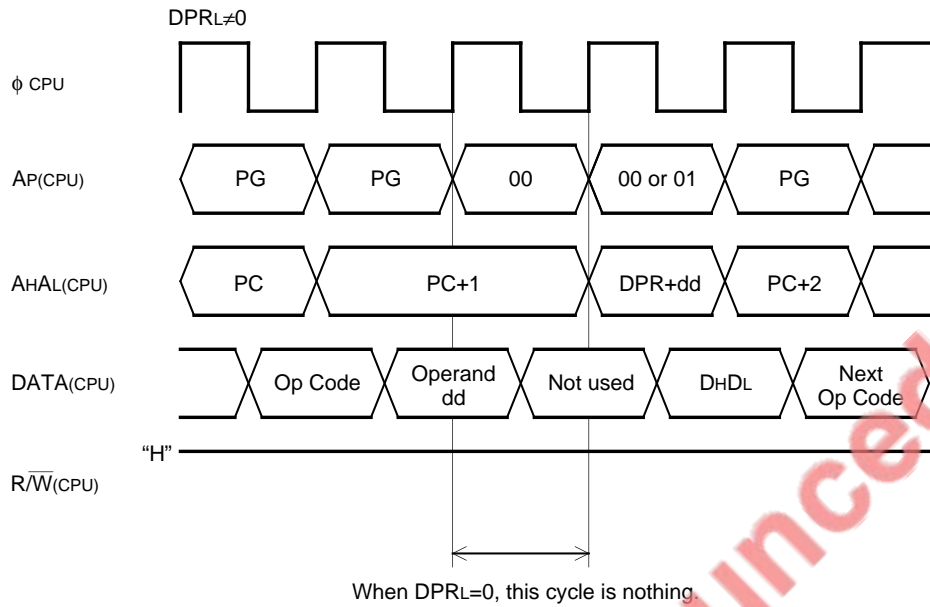 DPRL≠0
ϕ CPU
AP(CPU)
PG
PG
00
00 or 01
PG
AHAL(CPU)
PC
PC+1
DPR+dd
PC+2
DATA(CPU)
Op Code
Operand
dd
Not used
DHDL
Next
Op Code
“H”
R/W̅(CPU)
When DPRL=0, this cycle is nothing.
unced